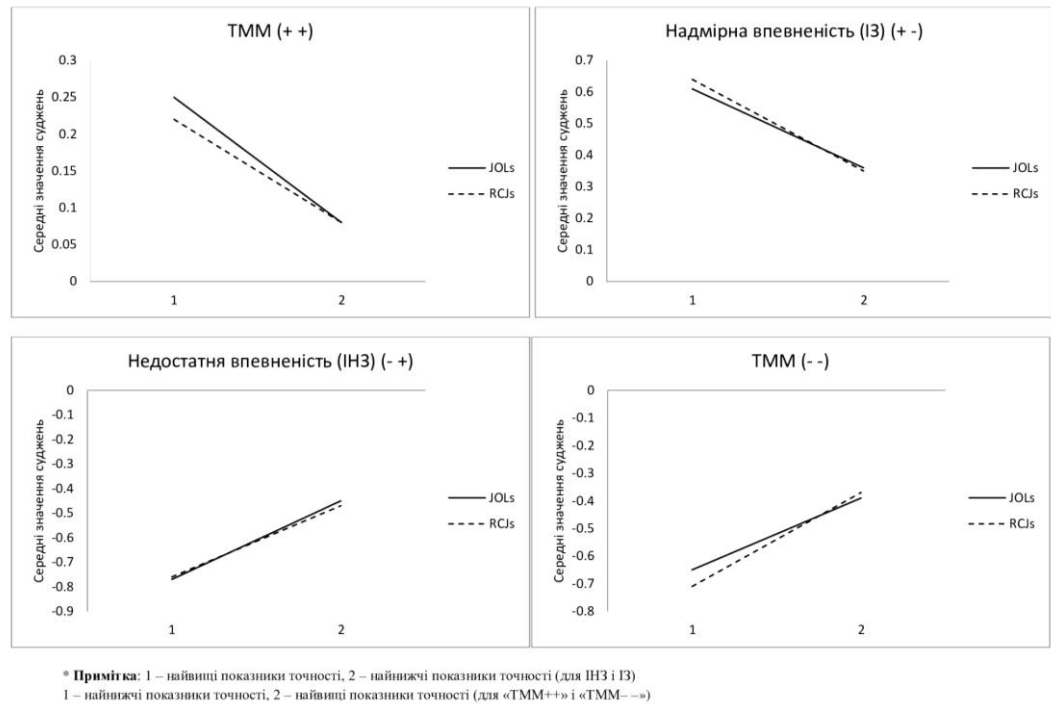 ТММ (+ +)
Середні значення суджень
0.3
0.25
0.2
0.15
0.1
0.05
0
1
2
JOLs
RCJs
Надмірна впевненість (ІЗ) (+ -)
Середні значення суджень
0.7
0.6
0.5
0.4
0.3
0.2
0.1
0
1
2
JOLs
RCJs
Недостатня впевненість (ІНЗ) (- +)
Середні значення суджень
0
-0.1
-0.2
-0.3
-0.4
-0.5
-0.6
-0.7
-0.8
-0.9
1
2
JOLs
RCJs
ТММ (- -)
Середні значення суджень
0
-0.1
-0.2
-0.3
-0.4
-0.5
-0.6
-0.7
-0.8
1
2
JOLs
RCJs
* Примітка: 1 – найвищі показники точності, 2 – найнижчі показники точності (для ІНЗ і ІЗ)
1 – найнижчі показники точності, 2 – найвищі показники точності (для «ТММ++» і «ТММ– –»)